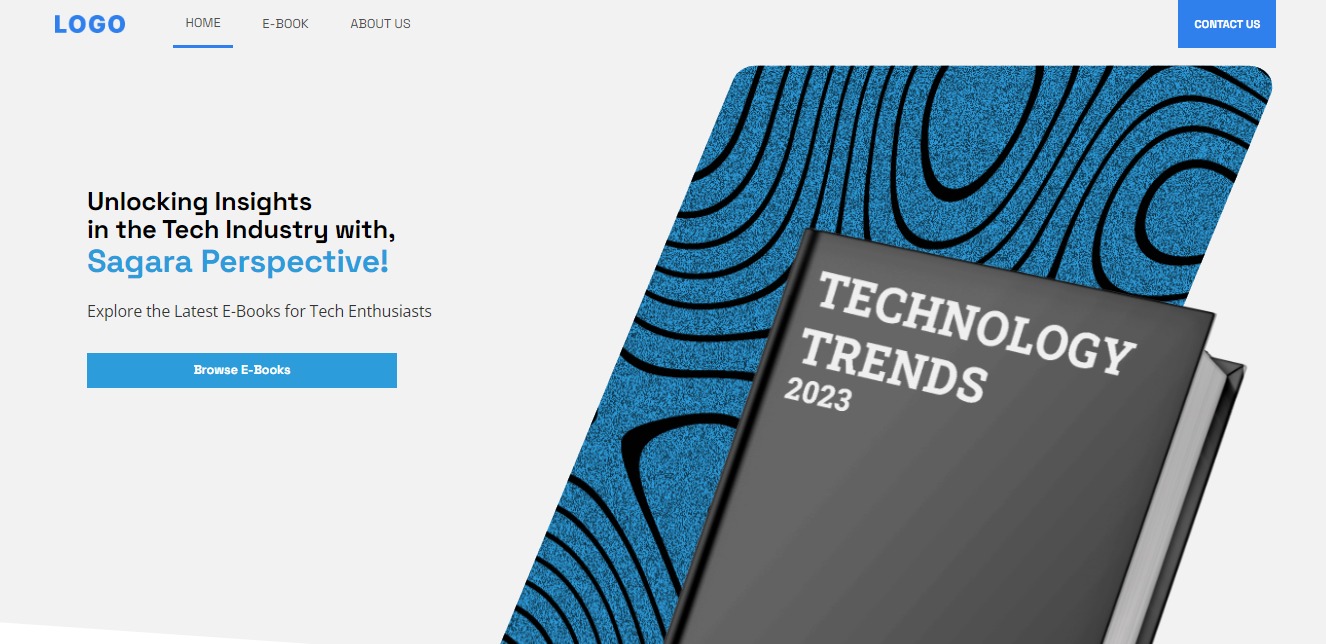 LOGO
HOME
E-BOOK
ABOUT US
CONTACT US
Unlocking Insights
in the Tech Industry with,
Sagara Perspective!
Explore the Latest E-Books for Tech Enthusiasts
Browse E-Books
TECHNOLOGY
TRENDS
2023